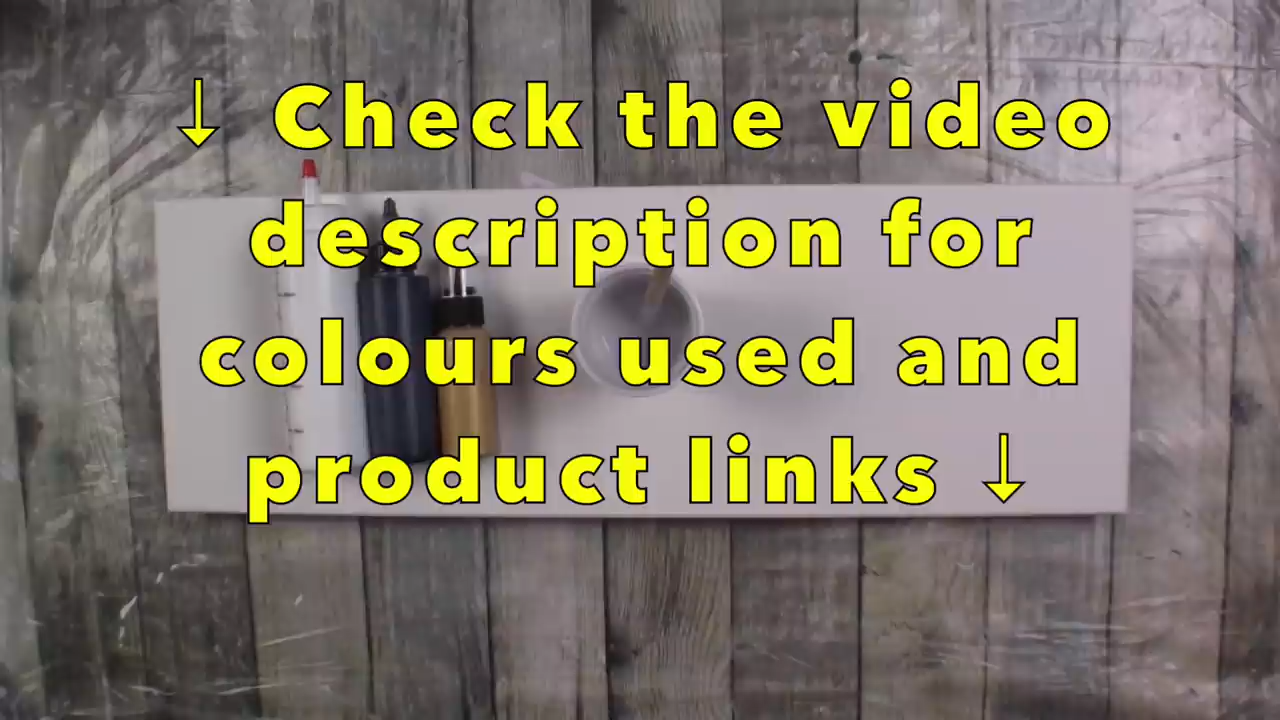 ↓ Check the video
description for
colours used and
product links ↓